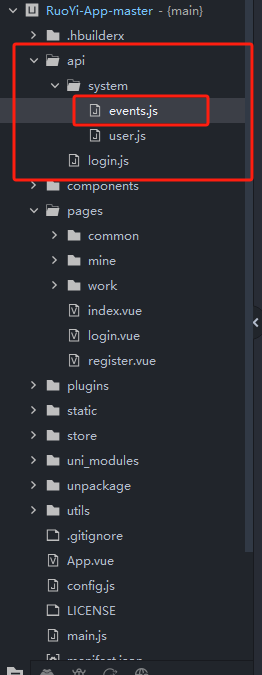 RuoYi-App-master - {main}
.hbuilderx
api
system
events.js
user.js
login.js
components
pages
common
mine
work
index.vue
login.vue
register.vue
plugins
static
store
uni_modules
unpackage
utils
.gitignore
App.vue
config.js
LICENSE
main.js
manifest.json